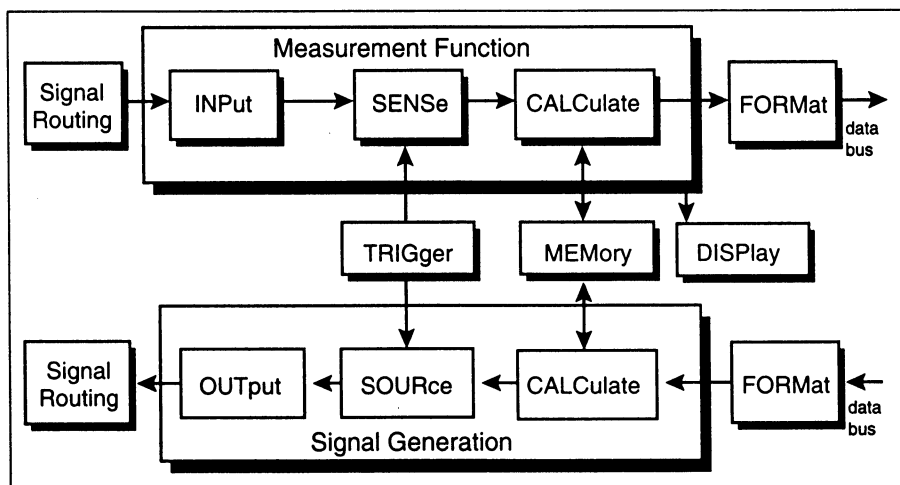 Measurement Function
Signal
Routing
INPut
SENSe
CALCulate
FORMat
data
bus
TRIGger
MEMory
DISPlay
Signal
Routing
OUTput
SOURce
CALCulate
FORMat
data
bus
Signal Generation